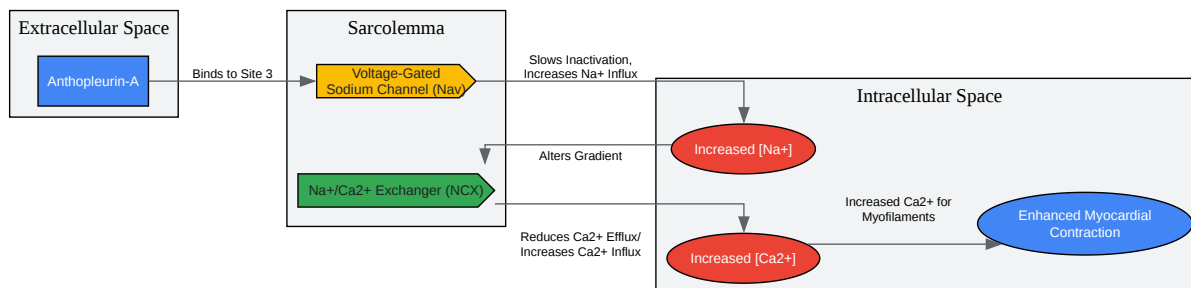 Extracellular Space
Anthopleurin-A
Binds to Site 3
Sarcolemma
Voltage-Gated
Sodium Channel (Nav)
Slows Inactivation,
Increases Na+ Influx
Intracellular Space
Increased [Na+]
Alters Gradient
Na+/Ca2+ Exchanger (NCX)
Reduces Ca2+ Efflux/
Increases Ca2+ Influx
Increased [Ca2+]
Increased Ca2+ for
Myofilaments
Enhanced Myocardial
Contraction